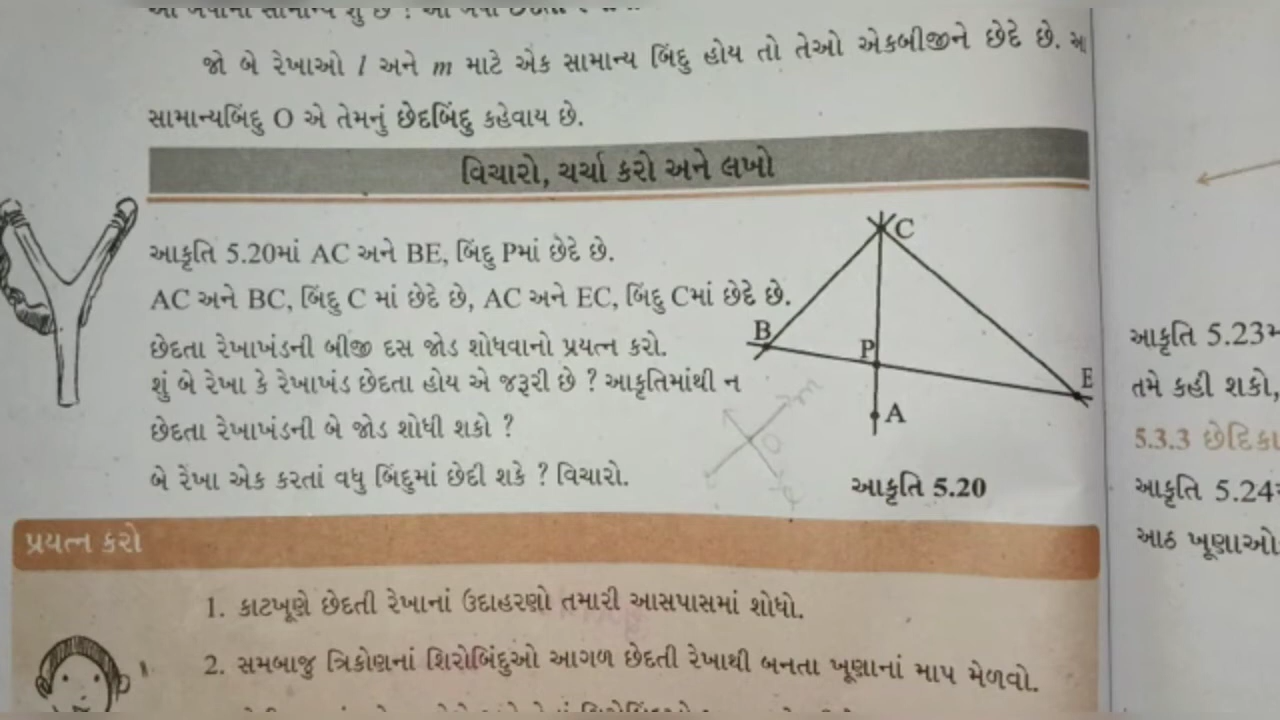 જો બે રેખાઓ l અને m માટે એક સામાન્ય બિંદુ હોય તો તેઓ એકબીજીને છેદે છે. આ
સામાન્યબિંદુ O એ તેમનું છેદબિંદુ કહેવાય છે.
વિચારો, ચર્ચા કરો અને લખો
આકૃતિ 5.20માં AC અને BE, બિંદુ Pમાં છેદે છે.
AC અને BC, બિંદુ C માં છેદે છે, AC અને EC, બિંદુ Cમાં છેદે છે.
છેદતા રેખાખંડની બીજી દસ જોડ શોધવાનો પ્રયત્ન કરો.
શું બે રેખા કે રેખાખંડ છેદતા હોય એ જરૂરી છે ? આકૃતિમાંથી ન
છેદતા રેખાખંડની બે જોડ શોધી શકો ?
બે રેખા એક કરતાં વધુ બિંદુમાં છેદી શકે ? વિચારો.
C
B
P
E
A
m
O
આકૃતિ 5.20
પ્રયત્ન કરો
1. કાટખૂણે છેદતી રેખાનાં ઉદાહરણો તમારી આસપાસમાં શોધો.
2. સમબાજુ ત્રિકોણનાં શિરોબિંદુઓ આગળ છેદતી રેખાથી બનતા ખૂણાનાં માપ મેળવો.
આકૃતિ 5.23મ
તમે કહી શકો,
5.3.3 છેદિકા
આકૃતિ 5.24
આઠ ખૂણાઓ